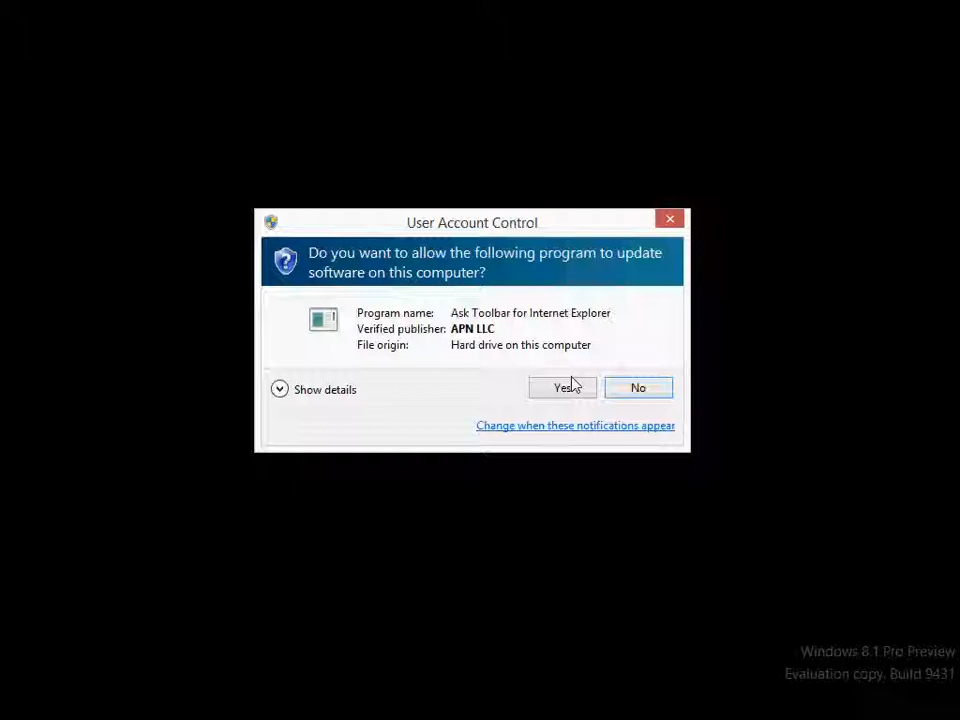 User Account Control
Do you want to allow the following program to update
software on this computer?
Program name: Ask Toolbar for Internet Explorer
Verified publisher: APN LLC
File origin: Hard drive on this computer
Show details
Yes
No
Change when these notifications appear
Windows 8.1 Pro Preview
Evaluation copy. Build 9431